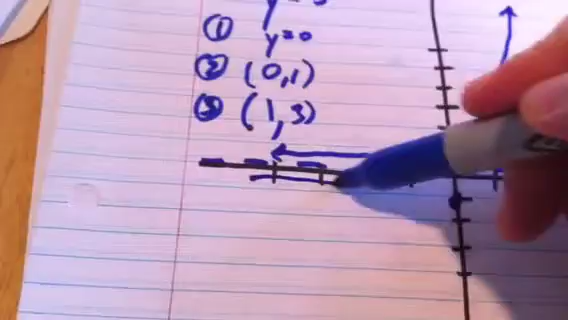 ① y=0
② (0,1)
③ (1,3)